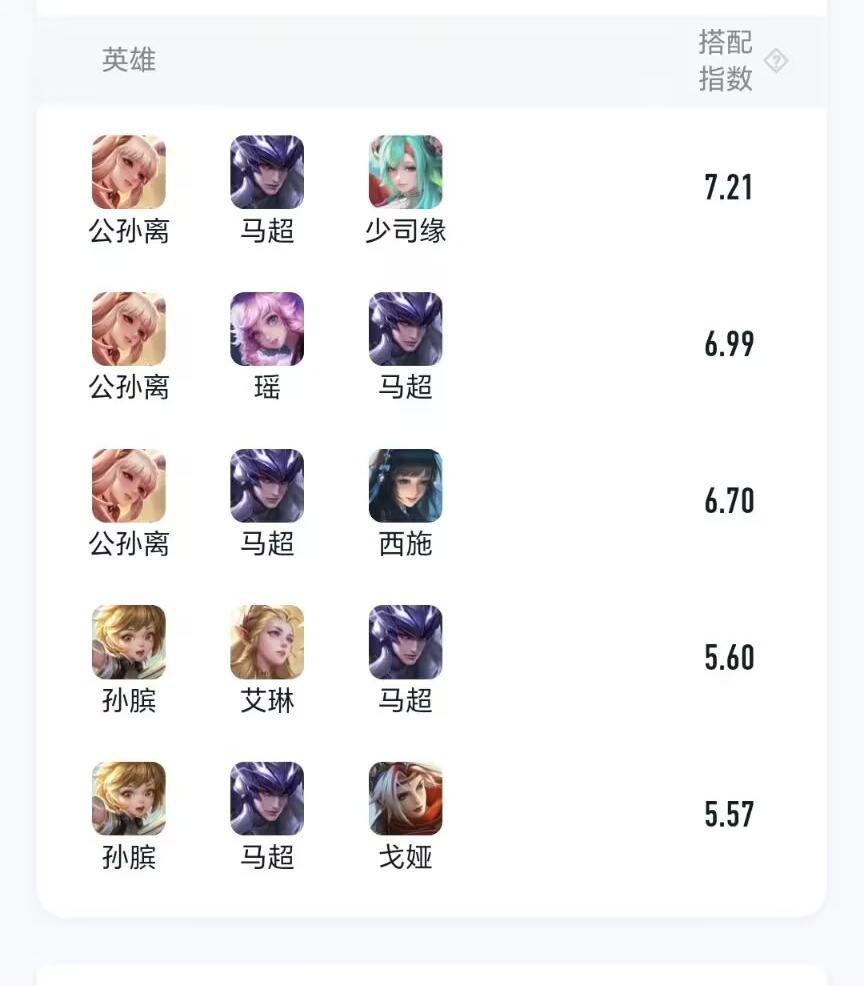 英雄
搭配
指数
公孙离 马超 少司缘 7.21
公孙离 瑶 马超 6.99
公孙离 马超 西施 6.70
孙膑 艾琳 马超 5.60
孙膑 马超 戈娅 5.57